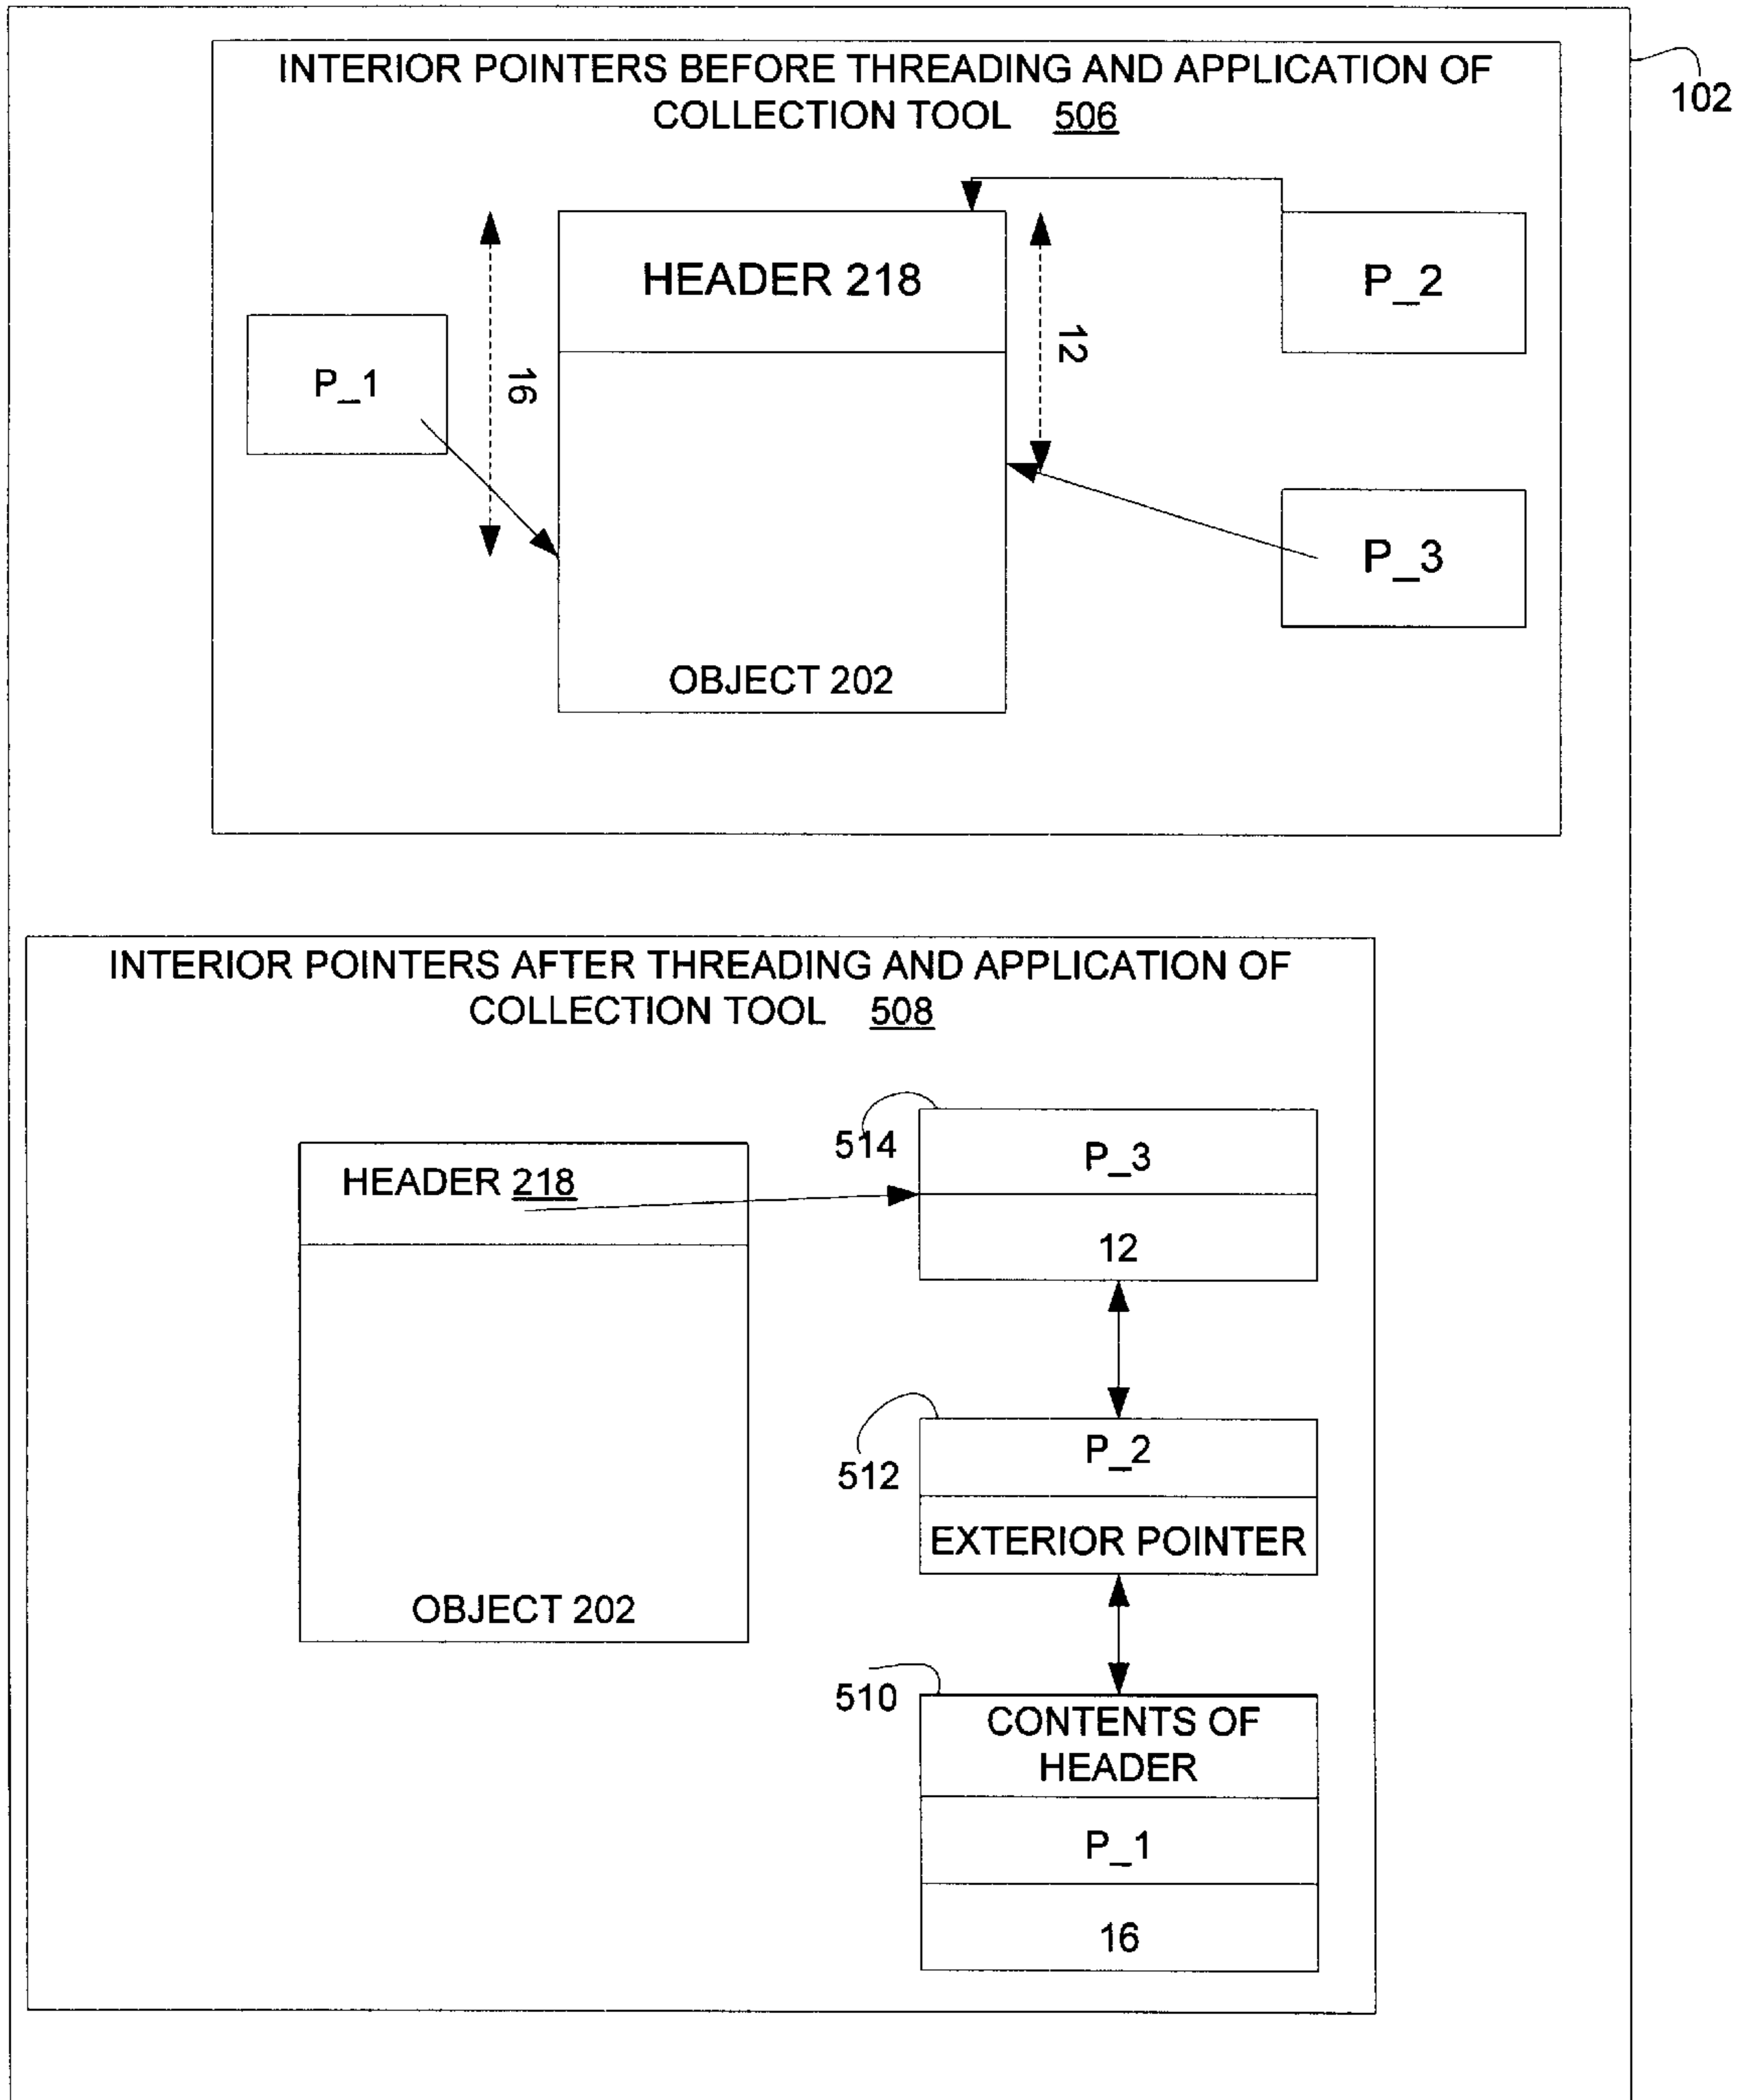 INTERIOR POINTERS BEFORE THREADING AND APPLICATION OF
COLLECTION TOOL 506
102
HEADER 218
P_2
12
P_1
16
P_3
OBJECT 202
INTERIOR POINTERS AFTER THREADING AND APPLICATION OF
COLLECTION TOOL 508
514
P_3
HEADER 218
12
512
P_2
EXTERIOR POINTER
OBJECT 202
510
CONTENTS OF
HEADER
P_1
16